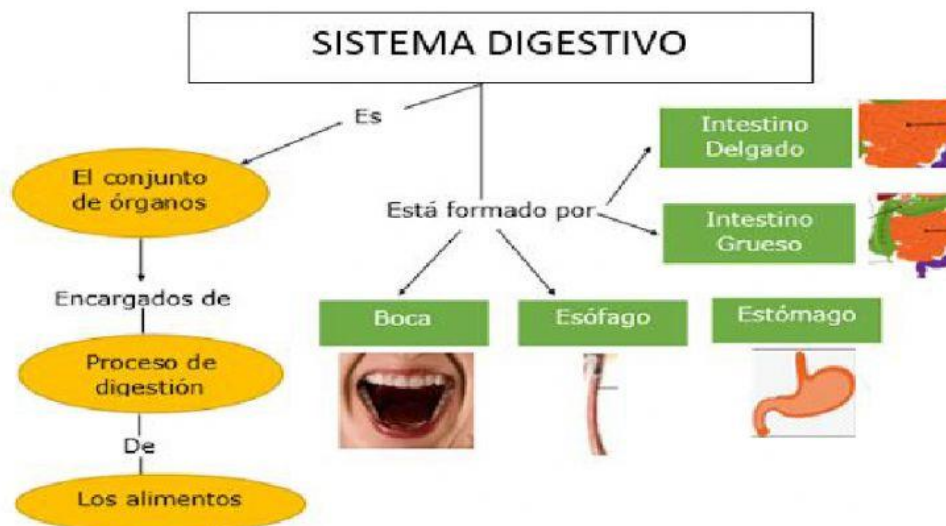 SISTEMA DIGESTIVO
Es
El conjunto
de órganos
Encargados de
Proceso de
digestión
De
Los alimentos
Está formado por
Intestino
Delgado
Intestino
Grueso
Boca
Esófago
Estómago